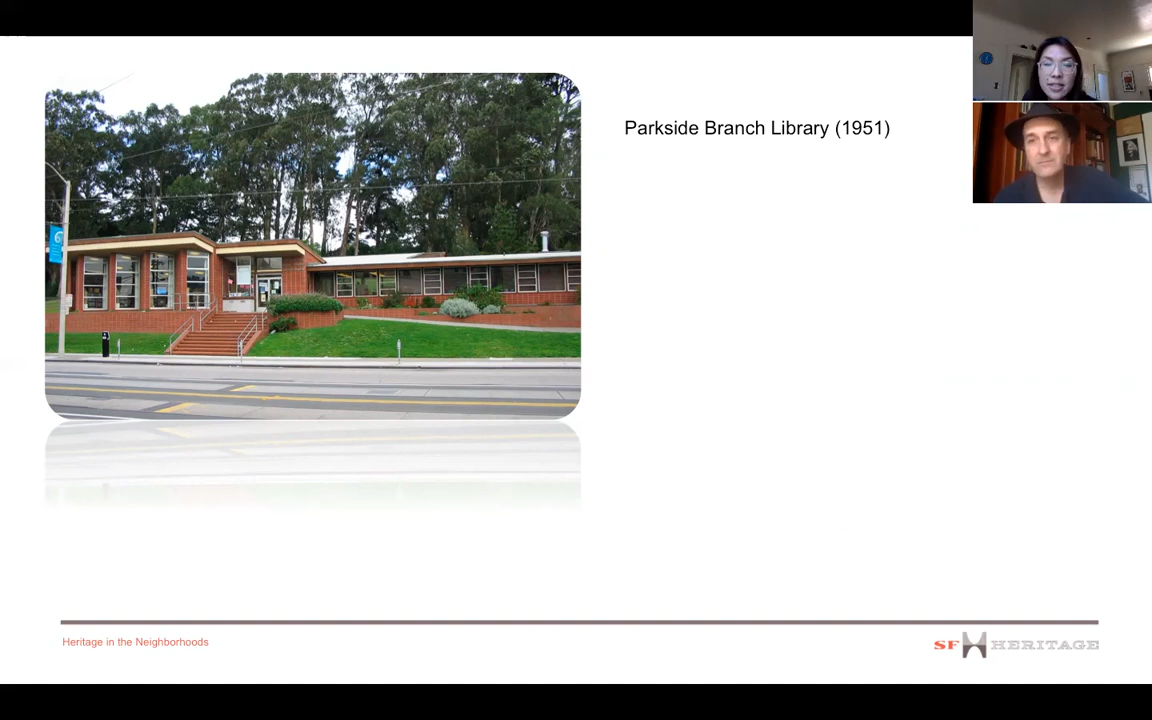 Parkside Branch Library (1951)
Heritage in the Neighborhoods
SF HERITAGE